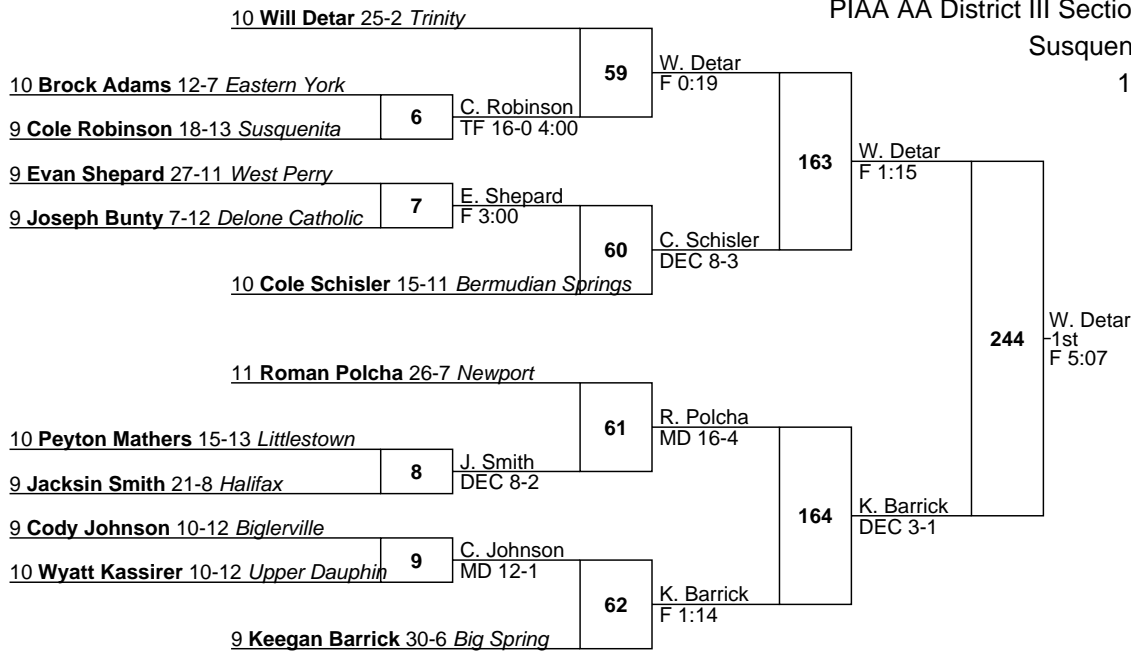 PIAA AA District III Sectio
Susquen
1
10 Will Detar 25-2 Trinity
59
W. Detar
F 0:19
10 Brock Adams 12-7 Eastern York
6
C. Robinson
TF 16-0 4:00
9 Cole Robinson 18-13 Susquenita
163
W. Detar
F 1:15
9 Evan Shepard 27-11 West Perry
7
E. Shepard
F 3:00
9 Joseph Bunty 7-12 Delone Catholic
60
C. Schisler
DEC 8-3
10 Cole Schisler 15-11 Bermudian Springs
244
W. Detar
1st
F 5:07
11 Roman Polcha 26-7 Newport
61
R. Polcha
MD 16-4
10 Peyton Mathers 15-13 Littlestown
8
J. Smith
DEC 8-2
9 Jacksin Smith 21-8 Halifax
164
K. Barrick
DEC 3-1
9 Cody Johnson 10-12 Biglerville
9
C. Johnson
MD 12-1
10 Wyatt Kassirer 10-12 Upper Dauphin
62
K. Barrick
F 1:14
9 Keegan Barrick 30-6 Big Spring